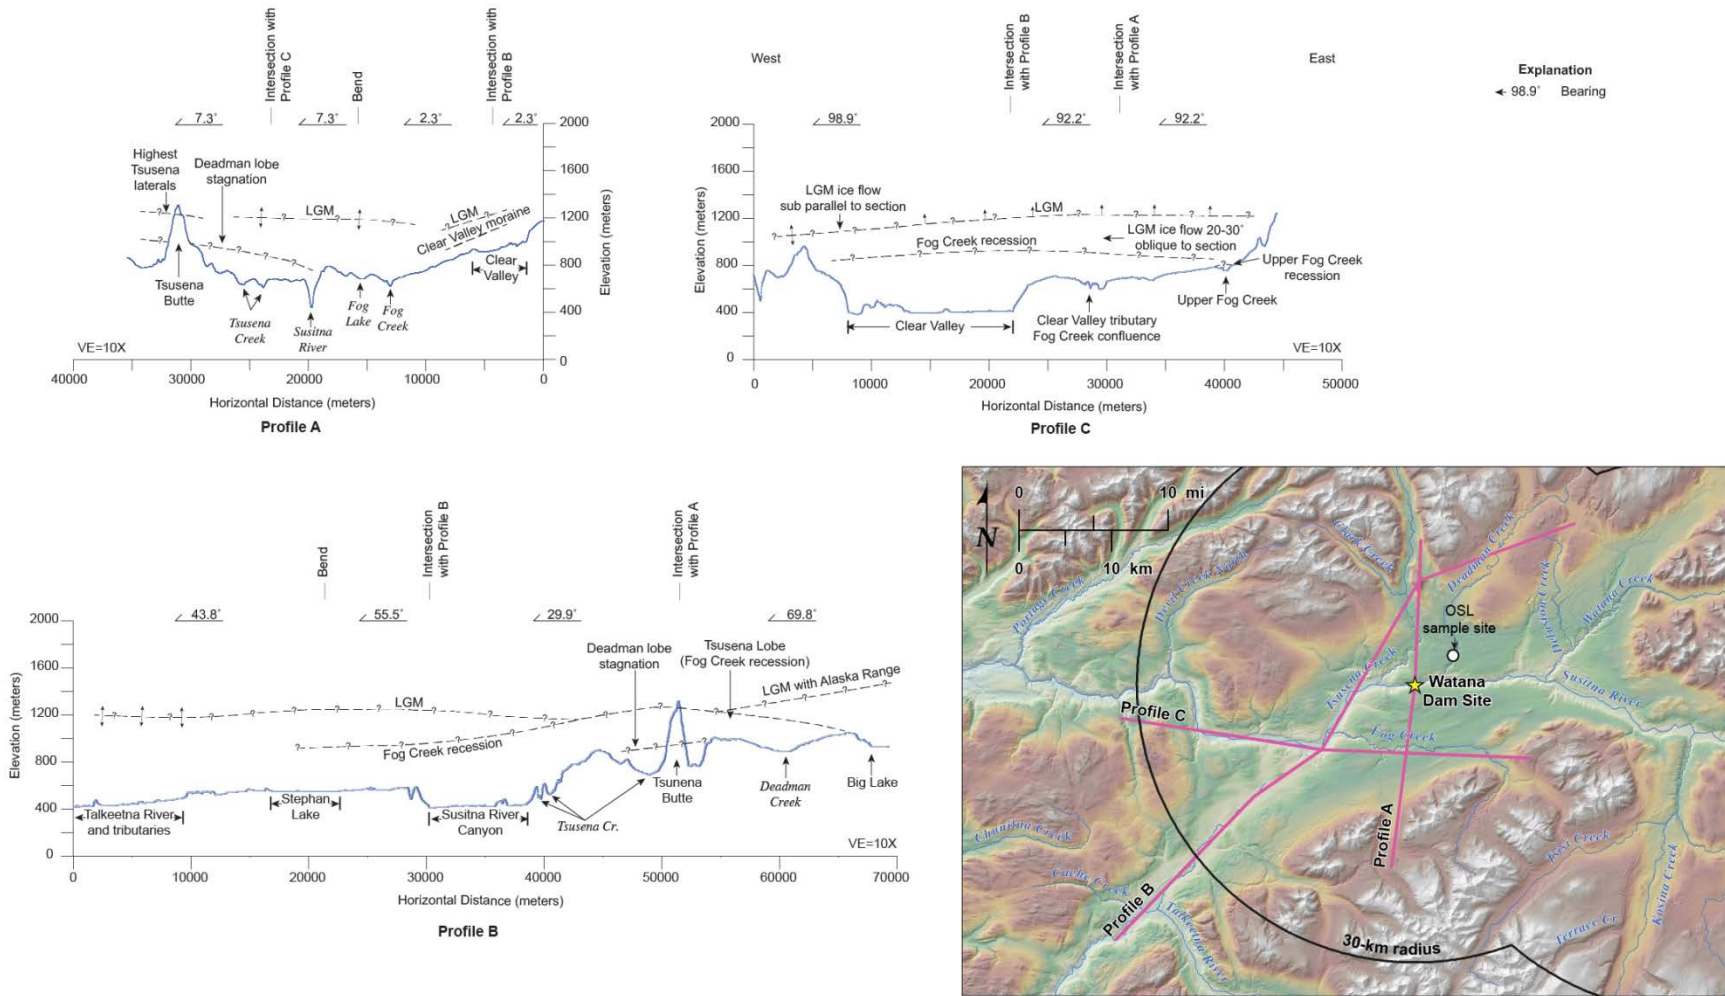 Intersection with
Profile C
Bend
Intersection with
Profile B
7.3°
7.3°
2.3°
2.3°
Highest
Tsusena
laterals
Deadman lobe
stagnation
LGM
LGM
Clear Valley moraine
Clear
Valley
Tsusena
Butte
Tsusena
Creek
Susitna
River
Fog
Lake
Fog
Creek
2000
1600
1200
800
400
0
Elevation (meters)
VE=10X
40000
30000
20000
10000
0
Horizontal Distance (meters)
Profile A
West
Intersection
with Profile B
Intersection
with Profile A
East
98.9°
92.2°
92.2°
2000
1600
1200
800
400
0
Elevation (meters)
LGM ice flow
sub parallel to section
LGM
LGM ice flow 20-30°
oblique to section
Fog Creek recession
Upper Fog Creek
recession
Upper Fog Creek
Clear Valley
Clear Valley tributary
Fog Creek confluence
VE=10X
0
10000
20000
30000
40000
50000
Horizontal Distance (meters)
Profile C
Explanation
98.9° Bearing
Bend
Intersection
with Profile B
Intersection
with Profile A
43.8°
55.5°
29.9°
69.8°
2000
1600
1200
800
400
0
Elevation (meters)
Deadman lobe
stagnation
Tsusena Lobe
(Fog Creek recession)
LGM with Alaska Range
LGM
Fog Creek recession
Talkeetna River
and tributaries
Stephan
Lake
Susitna River
Canyon
Tsusena Cr.
Tsunena
Butte
Deadman
Creek
Big Lake
VE=10X
0
10000
20000
30000
40000
50000
60000
70000
Horizontal Distance (meters)
Profile B
0
10 mi
N
0
10 km
Portage Creek
Devil Creek North
Clark Creek
Deadman Creek
Watana Creek
OSL
sample site
Tsusena Creek
Watana
Dam Site
Susitna River
Profile C
Fog Creek
Profile A
Chunilna Creek
Cache Creek
Profile B
Talkeetna River
30-km radius
Tsisi Creek
Kosina Creek
Terrace Cr.